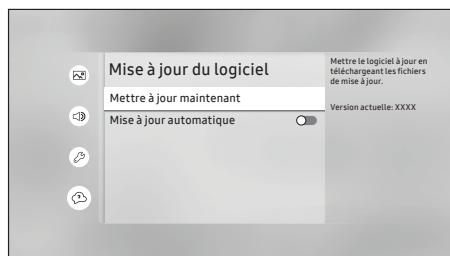 Mise à jour du logiciel
Mettre à jour maintenant
Mise à jour automatique
Mettre le logiciel à jour en
téléchargeant les fichiers
de mise à jour.
Version actuelle: XXXX